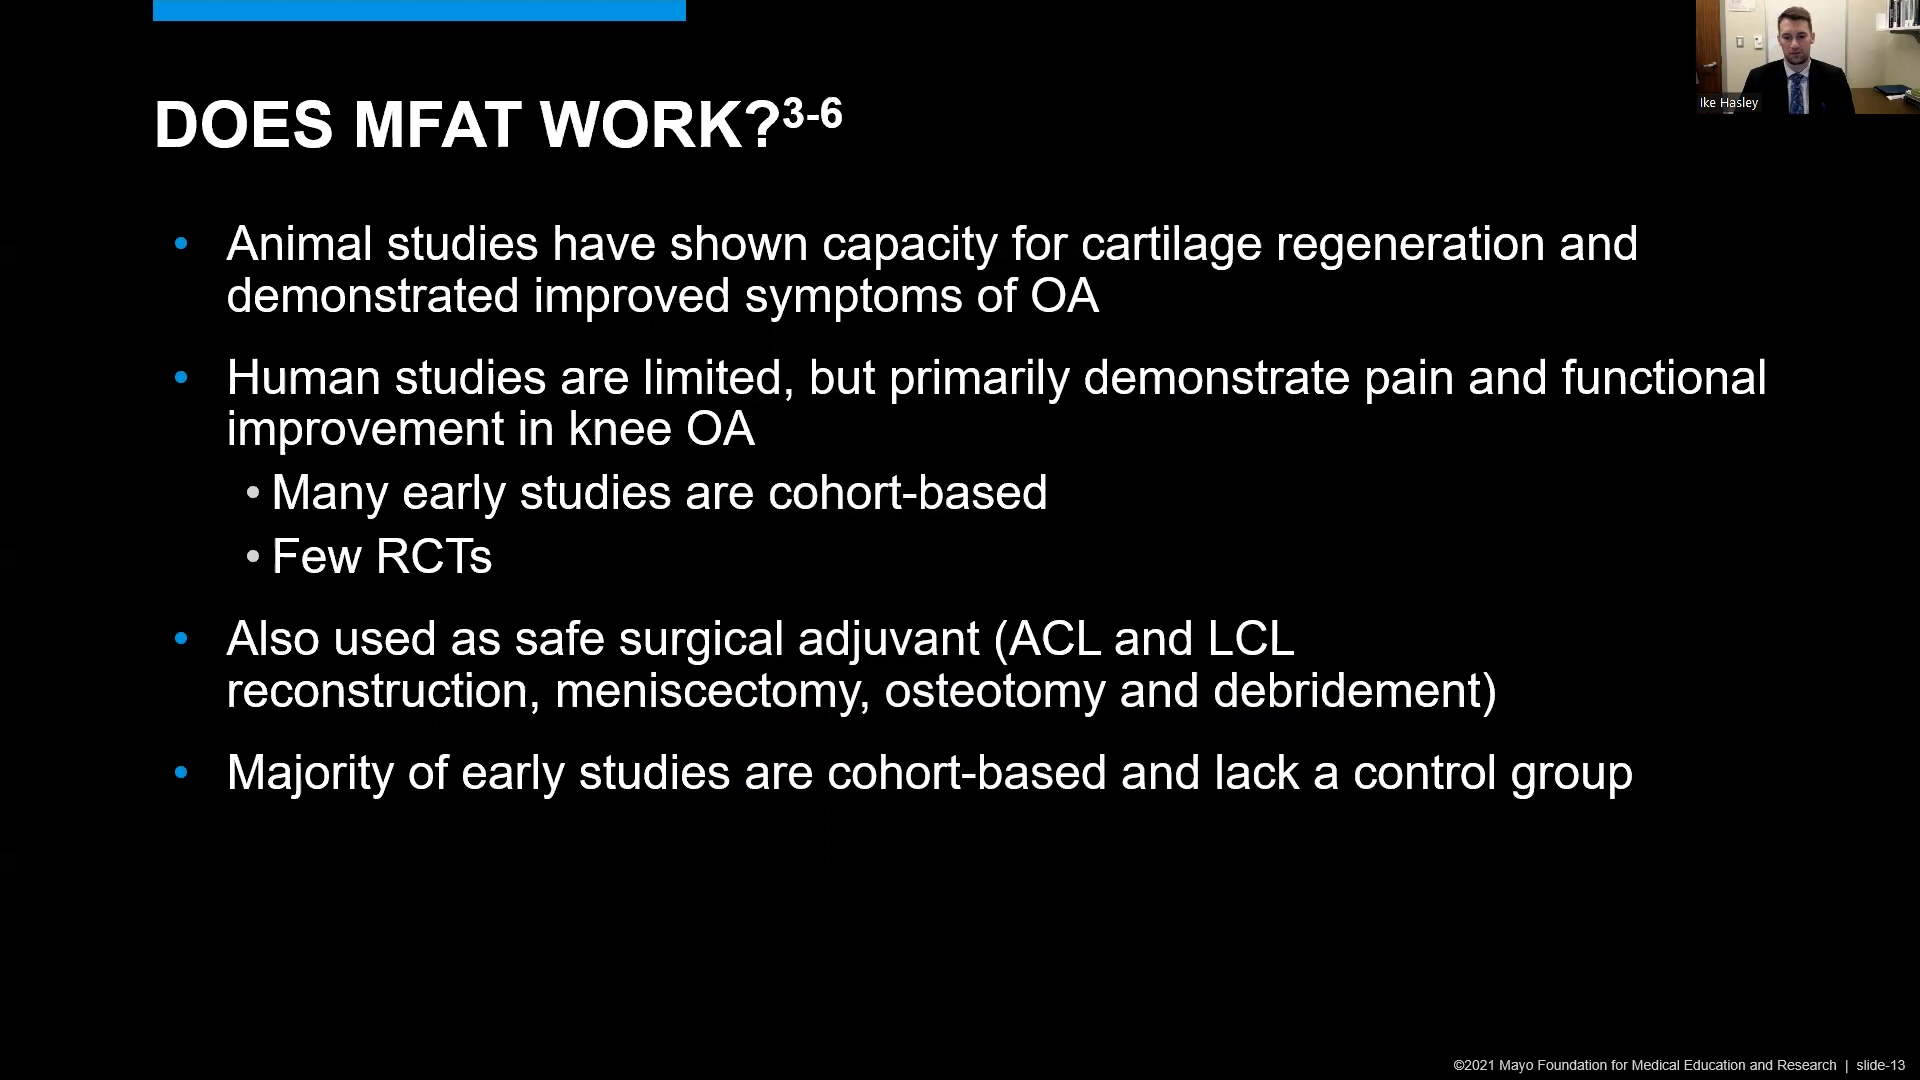 Ike Hasley
DOES MFAT WORK?3-6
• Animal studies have shown capacity for cartilage regeneration and
demonstrated improved symptoms of OA
• Human studies are limited, but primarily demonstrate pain and functional
improvement in knee OA
• Many early studies are cohort-based
• Few RCTs
• Also used as safe surgical adjuvant (ACL and LCL
reconstruction, meniscectomy, osteotomy and debridement)
• Majority of early studies are cohort-based and lack a control group
©2021 Mayo Foundation for Medical Education and Research | slide-13